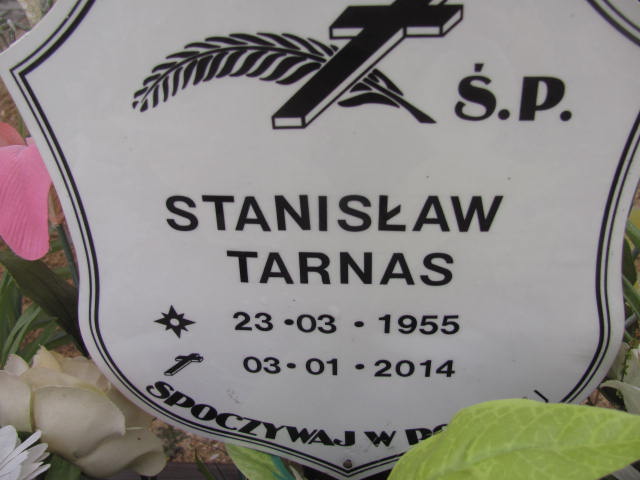 Ś.P.
STANISŁAW
TARNAS
23·03·1955
03·01·2014
SPOCZYWAJ W